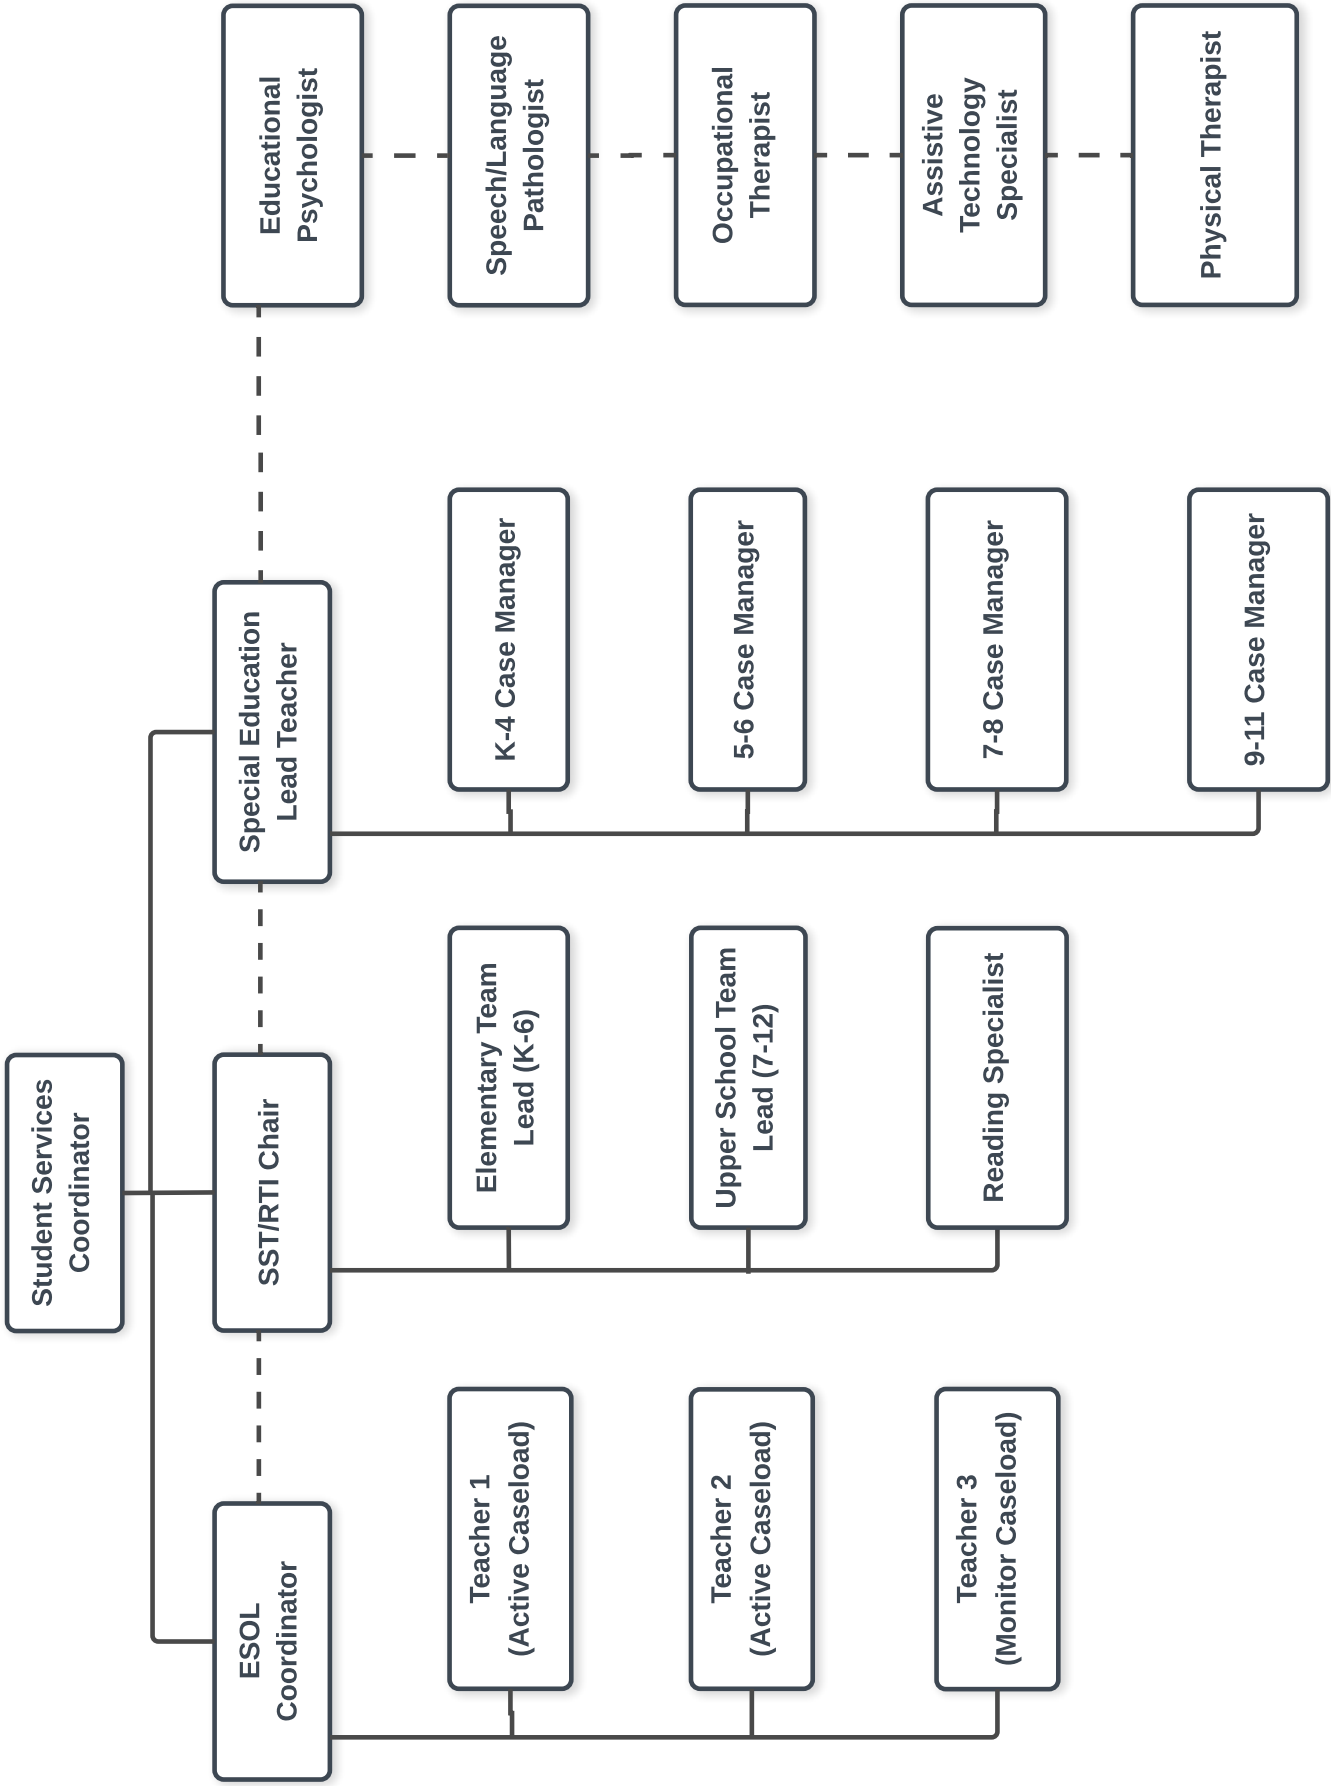 Student Services
Coordinator
ESOL
Coordinator
SST/RTI Chair
Special Education
Lead Teacher
Educational
Psychologist
Teacher 1
(Active Caseload)
Elementary Team
Lead (K-6)
K-4 Case Manager
Speech/Language
Pathologist
Teacher 2
(Active Caseload)
Upper School Team
Lead (7-12)
5-6 Case Manager
Occupational
Therapist
Teacher 3
(Monitor Caseload)
Reading Specialist
7-8 Case Manager
Assistive
Technology
Specialist
9-11 Case Manager
Physical Therapist